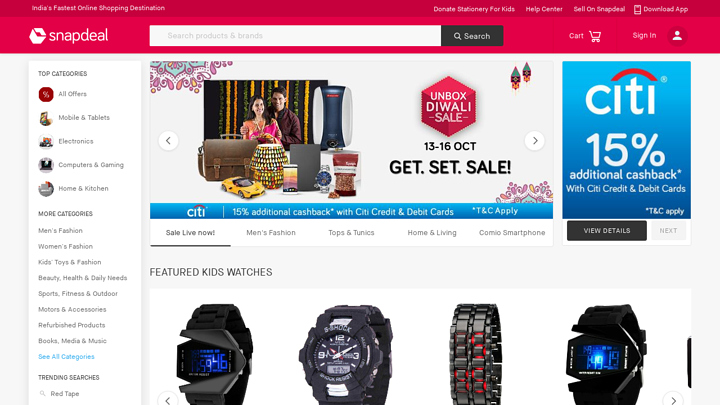 India's Fastest Online Shopping Destination
Donate Stationery For Kids
Help Center
Sell On Snapdeal
Download App
snapdeal
Search products & brands
Search
Cart
Sign In
TOP CATEGORIES
All Offers
Mobile & Tablets
Electronics
Computers & Gaming
Home & Kitchen
MORE CATEGORIES
Men's Fashion
Women's Fashion
Kids' Toys & Fashion
Beauty, Health & Daily Needs
Sports, Fitness & Outdoor
Motors & Accessories
Refurbished Products
Books, Media & Music
See All Categories
TRENDING SEARCHES
Red Tape
UNBOX
DIWALI
SALE
13-16 OCT
GET. SET. SALE!
citi
15% additional cashback* with Citi Credit & Debit Cards
*T&C Apply
Sale Live now!
Men's Fashion
Tops & Tunics
Home & Living
Comio Smartphone
citi®
15%
additional cashback*
With Citi Credit & Debit Cards
*T&C apply
VIEW DETAILS
NEXT
FEATURED KIDS WATCHES
S-SHOCK